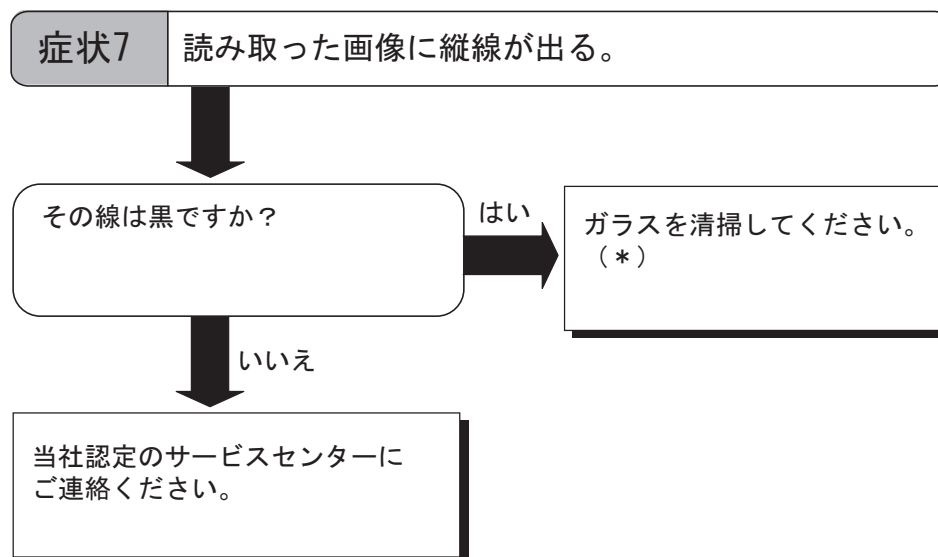 症状7
読み取った画像に縦線が出る。
その線は黒ですか？
はい
ガラスを清掃してください。
（*）
いいえ
当社認定のサービスセンターに
ご連絡ください。